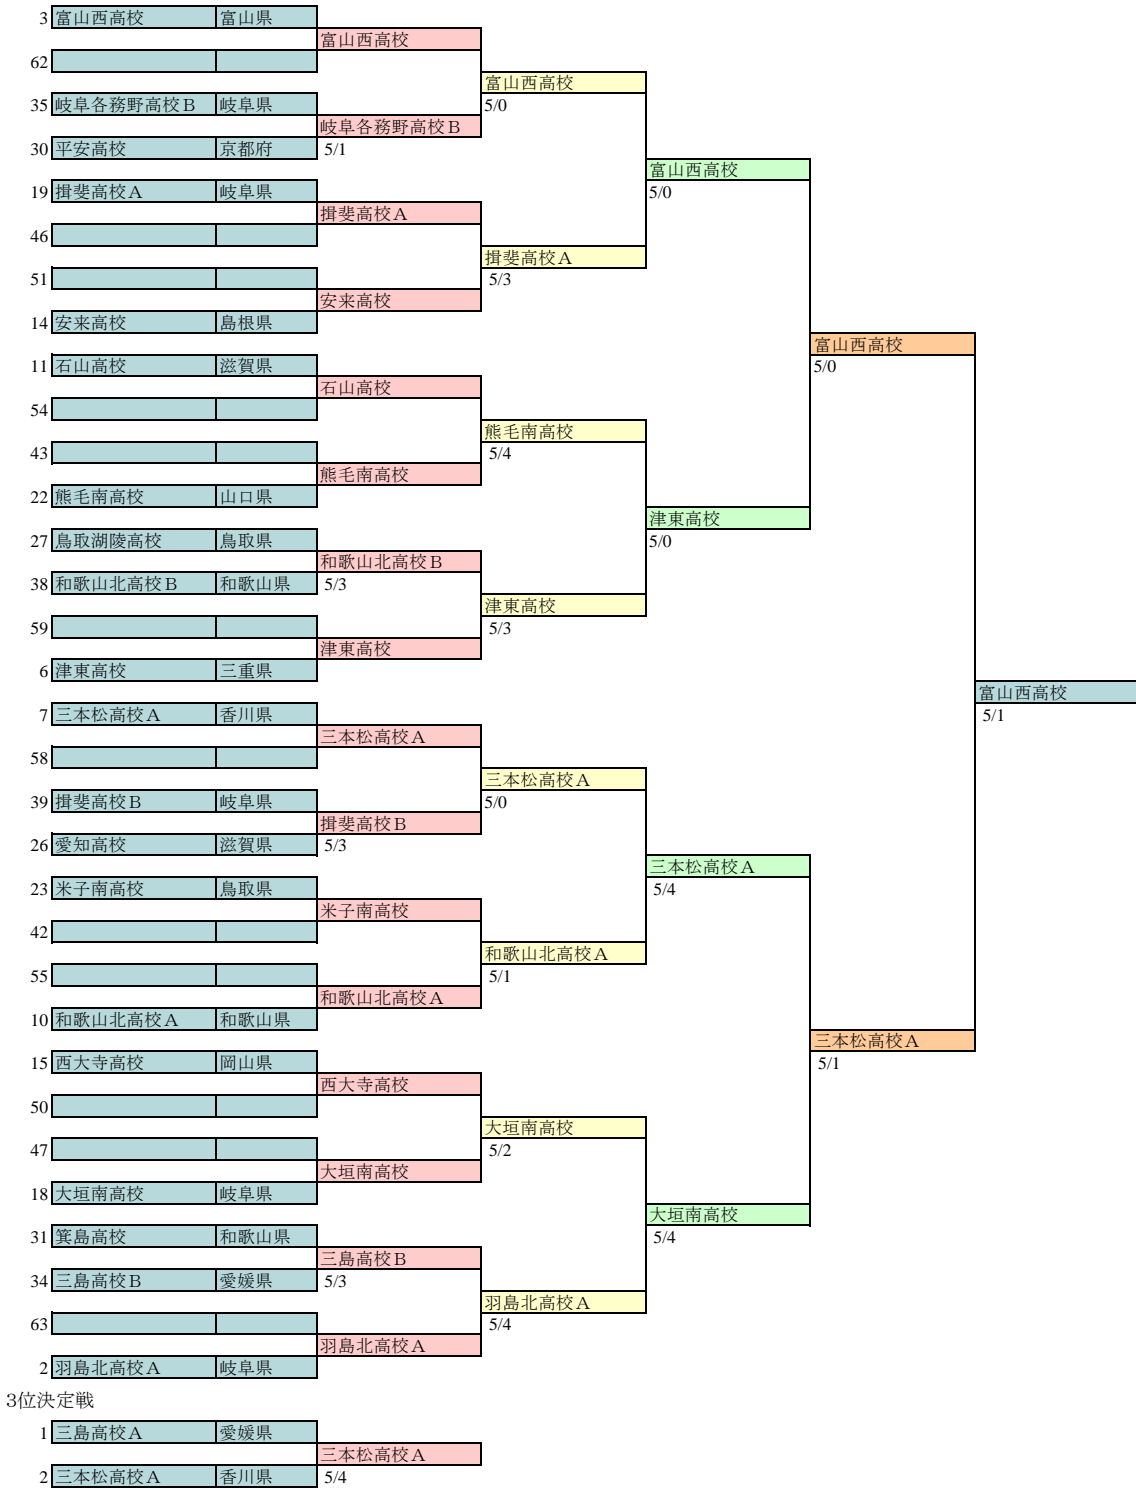 3 富山西高校 富山県
富山西高校
62
富山西高校
35 岐阜各務野高校B 岐阜県 5/0
岐阜各務野高校B
30 平安高校 京都府 5/1
富山西高校
19 揖斐高校A 岐阜県 5/0
揖斐高校A
46
揖斐高校A
51 5/3
安来高校
14 安来高校 島根県
富山西高校
11 石山高校 滋賀県 5/0
石山高校
54
熊毛南高校
43 5/4
熊毛南高校
22 熊毛南高校 山口県
津東高校
27 鳥取湖陵高校 鳥取県 5/0
和歌山北高校B
38 和歌山北高校B 和歌山県 5/3
津東高校
59 5/3
津東高校
6 津東高校 三重県
富山西高校
7 三本松高校A 香川県 5/1
三本松高校A
58
三本松高校A
39 揖斐高校B 岐阜県 5/0
揖斐高校B
26 愛知高校 滋賀県 5/3
三本松高校A
23 米子南高校 鳥取県 5/4
米子南高校
42
和歌山北高校A
55 5/1
和歌山北高校A
10 和歌山北高校A 和歌山県
三本松高校A
15 西大寺高校 岡山県 5/1
西大寺高校
50
大垣南高校
47 5/2
大垣南高校
18 大垣南高校 岐阜県
大垣南高校
31 箕島高校 和歌山県 5/4
三島高校B
34 三島高校B 愛媛県 5/3
羽島北高校A
63 5/4
羽島北高校A
2 羽島北高校A 岐阜県
3位決定戦
1 三島高校A 愛媛県
三本松高校A
2 三本松高校A 香川県 5/4